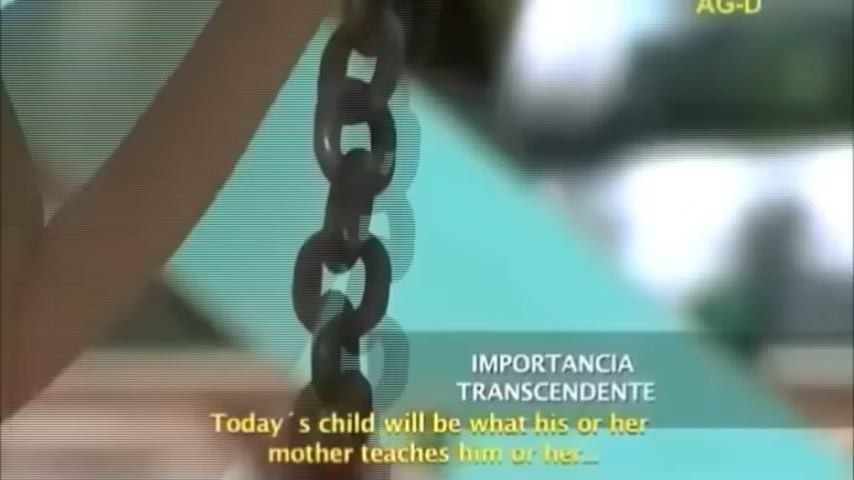 AG-D
IMPORTANCIA
TRANSCENDENTE
Today´s child will be what his or her
mother teaches him or her...